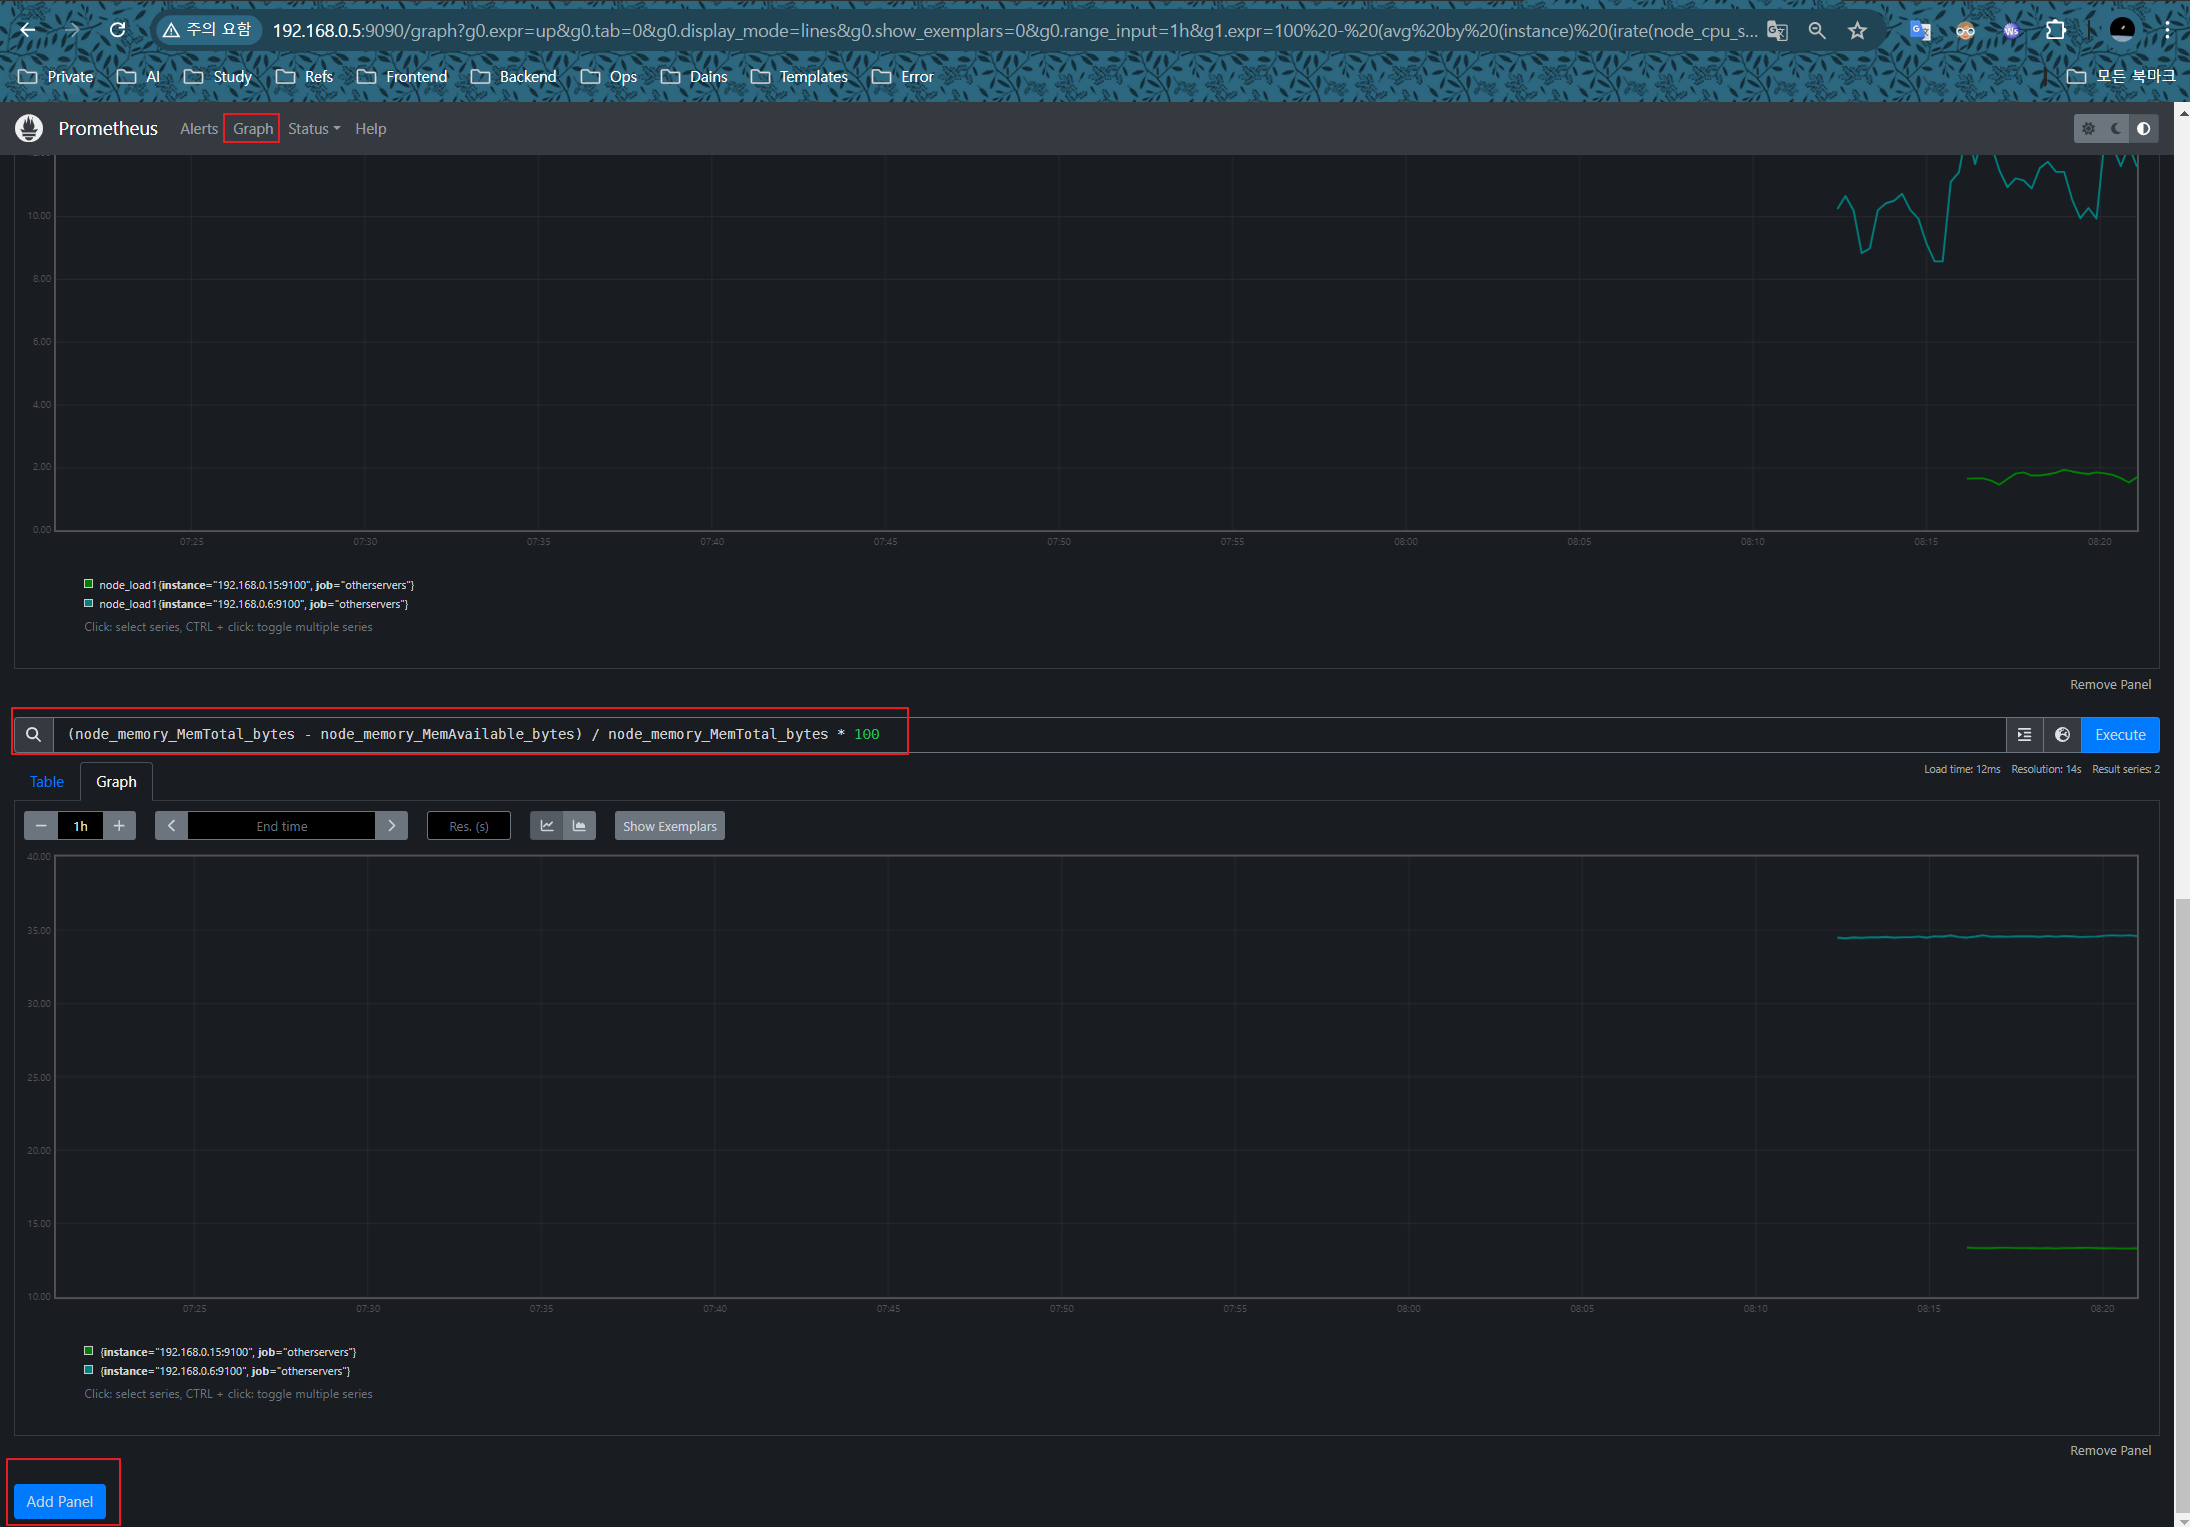 주의 요함 192.168.0.5:9090/graph?g0.expr=up&g0.tab=0&g0.display_mode=lines&g0.show_exemplars=0&g0.range_input=1h&g1.expr=100%20-%20(avg%20by%20(instance)%20(irate(node_cpu_s...
Private AI Study Refs Frontend Backend Ops Dains Templates Error 모든 북마크
Prometheus Alerts Graph Status Help
10.00
8.00
6.00
4.00
2.00
0.00
07:25 07:30 07:35 07:40 07:45 07:50 07:55 08:00 08:05 08:10 08:15 08:20
node_load1{instance="192.168.0.15:9100", job="otherservers"}
node_load1{instance="192.168.0.6:9100", job="otherservers"}
Click: select series, CTRL + click: toggle multiple series
Remove Panel
(node_memory_MemTotal_bytes - node_memory_MemAvailable_bytes) / node_memory_MemTotal_bytes * 100 Execute
Load time: 12ms Resolution: 14s Result series: 2
Table Graph
1h End time Res. (s) Show Exemplars
40.00
35.00
30.00
25.00
20.00
15.00
10.00
07:25 07:30 07:35 07:40 07:45 07:50 07:55 08:00 08:05 08:10 08:15 08:20
{instance="192.168.0.15:9100", job="otherservers"}
{instance="192.168.0.6:9100", job="otherservers"}
Click: select series, CTRL + click: toggle multiple series
Remove Panel
Add Panel